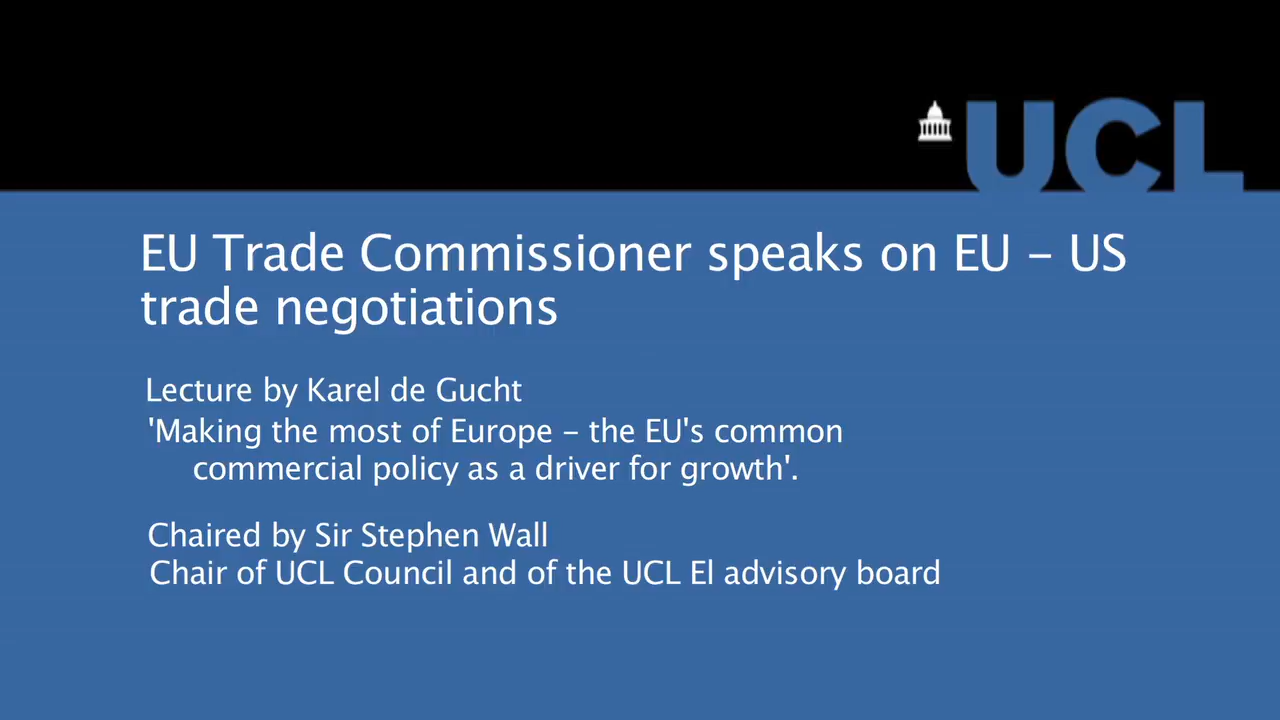 UCL
EU Trade Commissioner speaks on EU – US
trade negotiations
Lecture by Karel de Gucht
'Making the most of Europe – the EU's common
commercial policy as a driver for growth'.
Chaired by Sir Stephen Wall
Chair of UCL Council and of the UCL EI advisory board